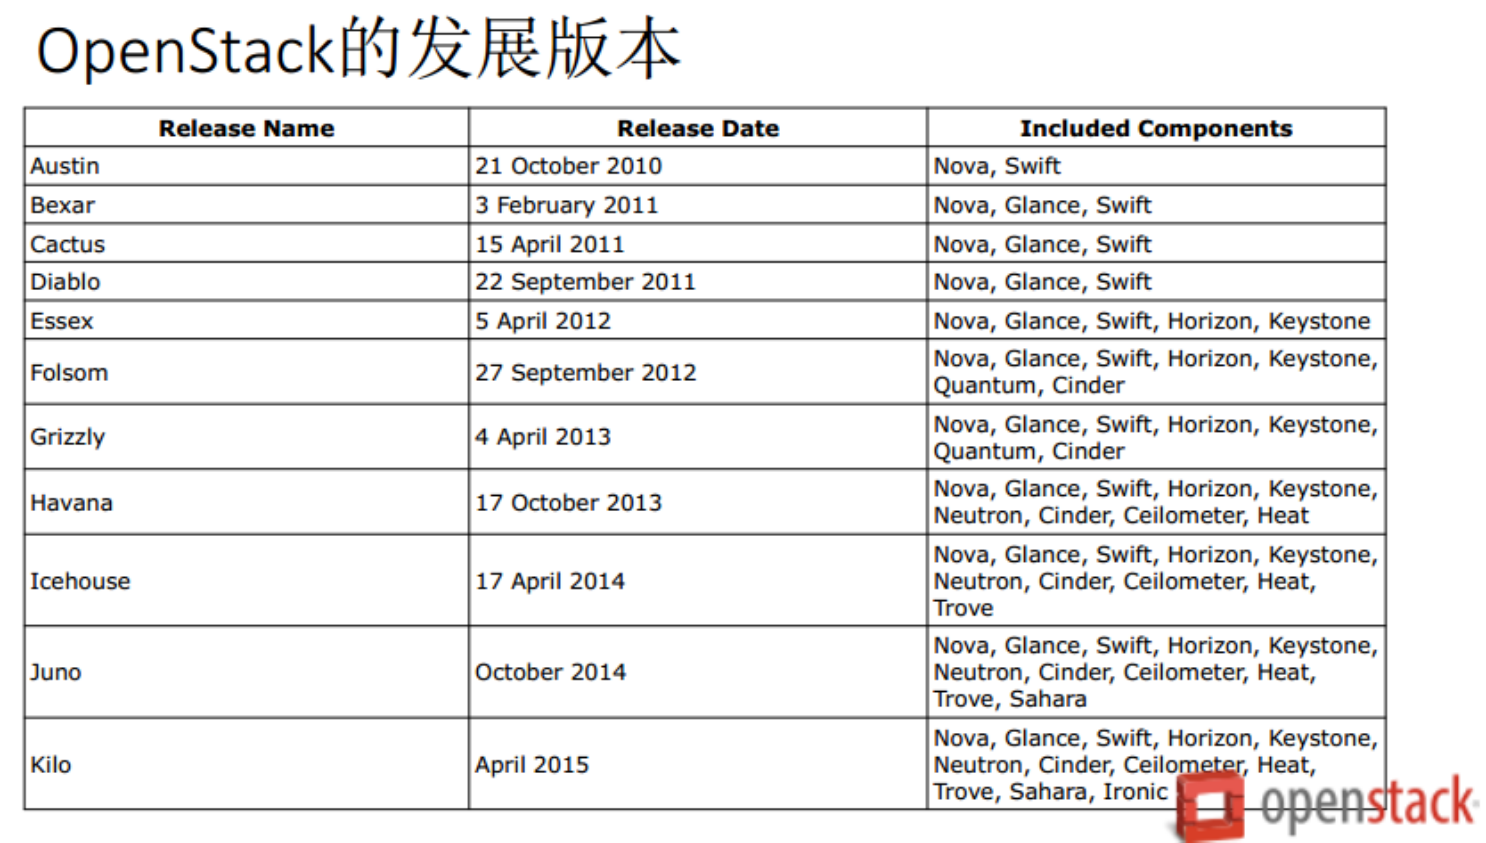 OpenStack的发展版本
Release Name Release Date Included Components
Austin 21 October 2010 Nova, Swift
Bexar 3 February 2011 Nova, Glance, Swift
Cactus 15 April 2011 Nova, Glance, Swift
Diablo 22 September 2011 Nova, Glance, Swift
Essex 5 April 2012 Nova, Glance, Swift, Horizon, Keystone
Folsom 27 September 2012 Nova, Glance, Swift, Horizon, Keystone,
Quantum, Cinder
Grizzly 4 April 2013 Nova, Glance, Swift, Horizon, Keystone,
Quantum, Cinder
Havana 17 October 2013 Nova, Glance, Swift, Horizon, Keystone,
Neutron, Cinder, Ceilometer, Heat
Icehouse 17 April 2014 Nova, Glance, Swift, Horizon, Keystone,
Neutron, Cinder, Ceilometer, Heat,
Trove
Juno October 2014 Nova, Glance, Swift, Horizon, Keystone,
Neutron, Cinder, Ceilometer, Heat,
Trove, Sahara
Kilo April 2015 Nova, Glance, Swift, Horizon, Keystone,
Neutron, Cinder, Ceilometer, Heat,
Trove, Sahara, Ironic
openstack